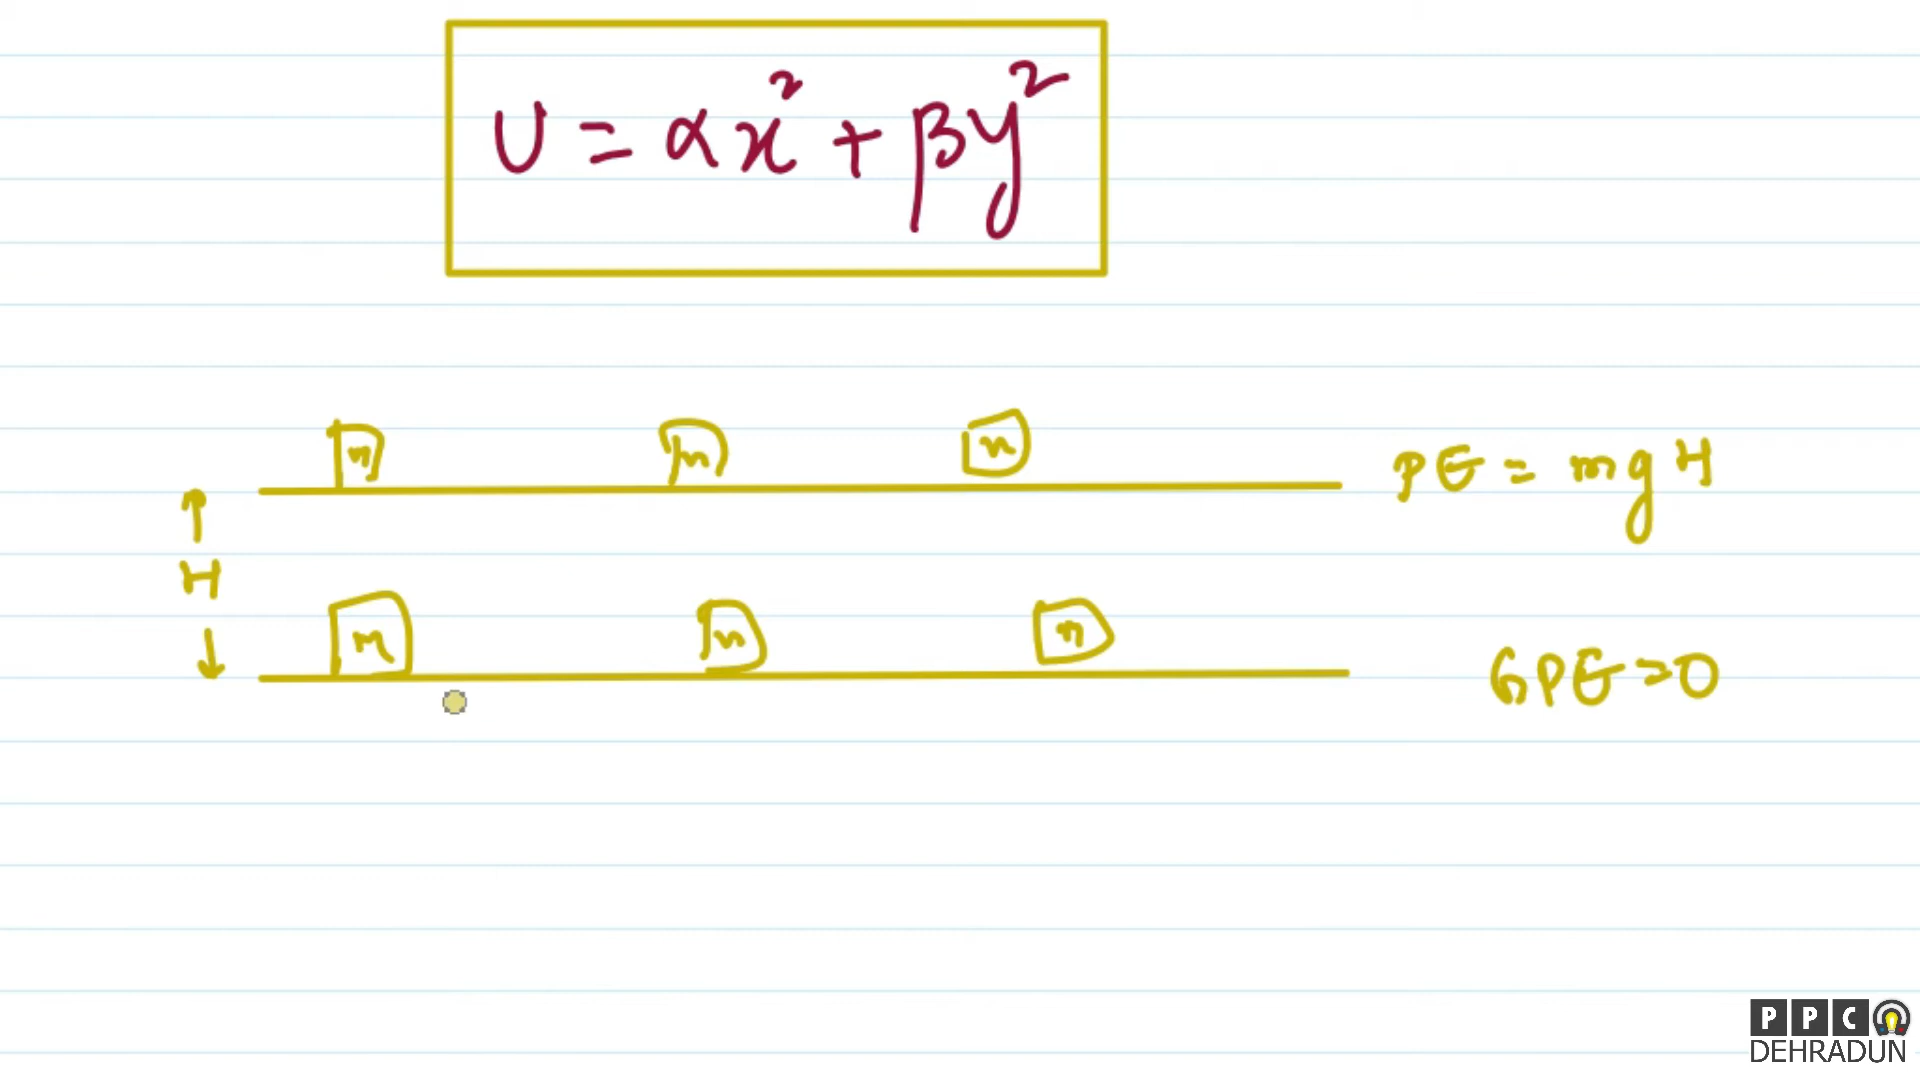 U = αx² + βy²
m m m PE = mgH
H
m m m GPE=0
PPC
DEHRADUN